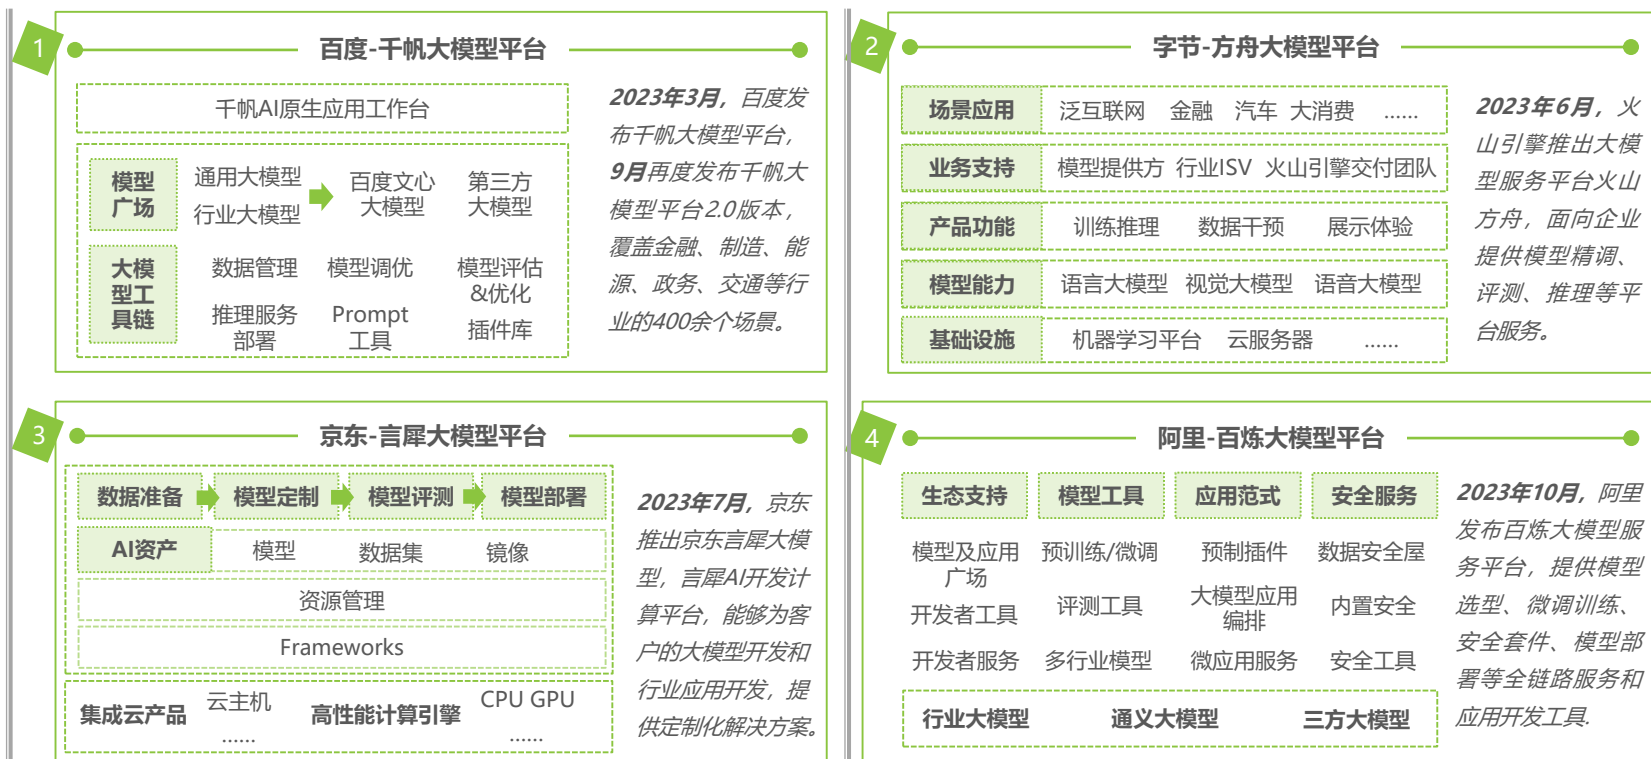 1
百度-千帆大模型平台
千帆AI原生应用工作台
模型
广场
通用大模型
行业大模型
百度文心
大模型
第三方
大模型
大模
型工
具链
数据管理
模型调优
模型评估
&优化
推理服务
部署
Prompt
工具
插件库
2023年3月，百度发
布千帆大模型平台，
9月再度发布千帆大
模型平台2.0版本，
覆盖金融、制造、能
源、政务、交通等行
业的400余个场景。
2
字节-方舟大模型平台
场景应用
泛互联网 金融 汽车 大消费 ......
业务支持
模型提供方 行业ISV 火山引擎交付团队
产品功能
训练推理 数据干预 展示体验
模型能力
语言大模型 视觉大模型 语音大模型
基础设施
机器学习平台 云服务器 ......
2023年6月，火
山引擎推出大模
型服务平台火山
方舟，面向企业
提供模型精调、
评测、推理等平
台服务。
3
京东-言犀大模型平台
数据准备
模型定制
模型评测
模型部署
AI资产
模型 数据集 镜像
资源管理
Frameworks
集成云产品
云主机
......
高性能计算引擎
CPU GPU
......
2023年7月，京东
推出京东言犀大模
型，言犀AI开发计
算平台，能够为客
户的大模型开发和
行业应用开发，提
供定制化解决方案。
4
阿里-百炼大模型平台
生态支持
模型及应用
广场
开发者工具
开发者服务
模型工具
预训练/微调
评测工具
多行业模型
应用范式
预制插件
大模型应用
编排
微应用服务
安全服务
数据安全屋
内置安全
安全工具
行业大模型 通义大模型 三方大模型
2023年10月，阿里
发布百炼大模型服
务平台，提供模型
选型、微调训练、
安全套件、模型部
署等全链路服务和
应用开发工具.